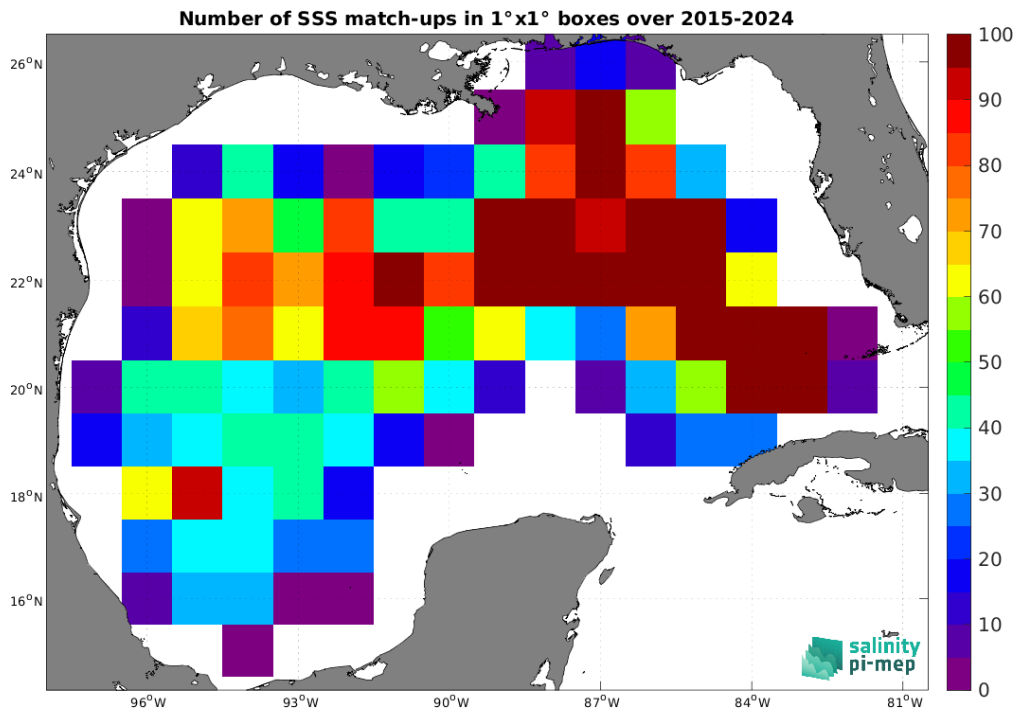 Number of SSS match-ups in 1°x1° boxes over 2015-2024
26°N
24°N
22°N
20°N
18°N
16°N
96°W
93°W
90°W
87°W
84°W
81°W
100
90
80
70
60
50
40
30
20
10
0
salinity
pi-mep